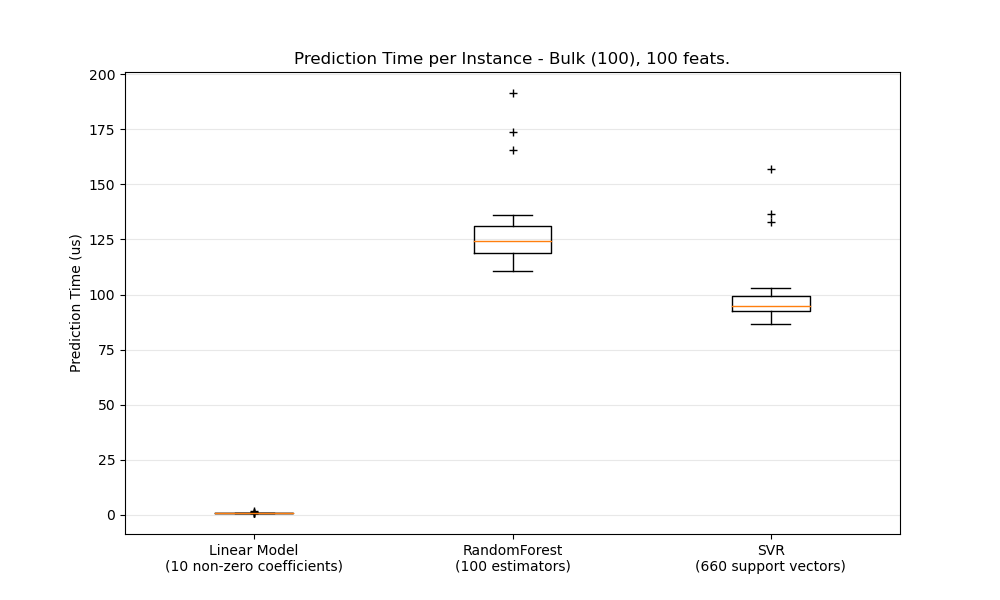 Prediction Time per Instance - Bulk (100), 100 feats.
200
175
150
125
100
75
50
25
0
Prediction Time (us)
Linear Model
(10 non-zero coefficients)
RandomForest
(100 estimators)
SVR
(660 support vectors)